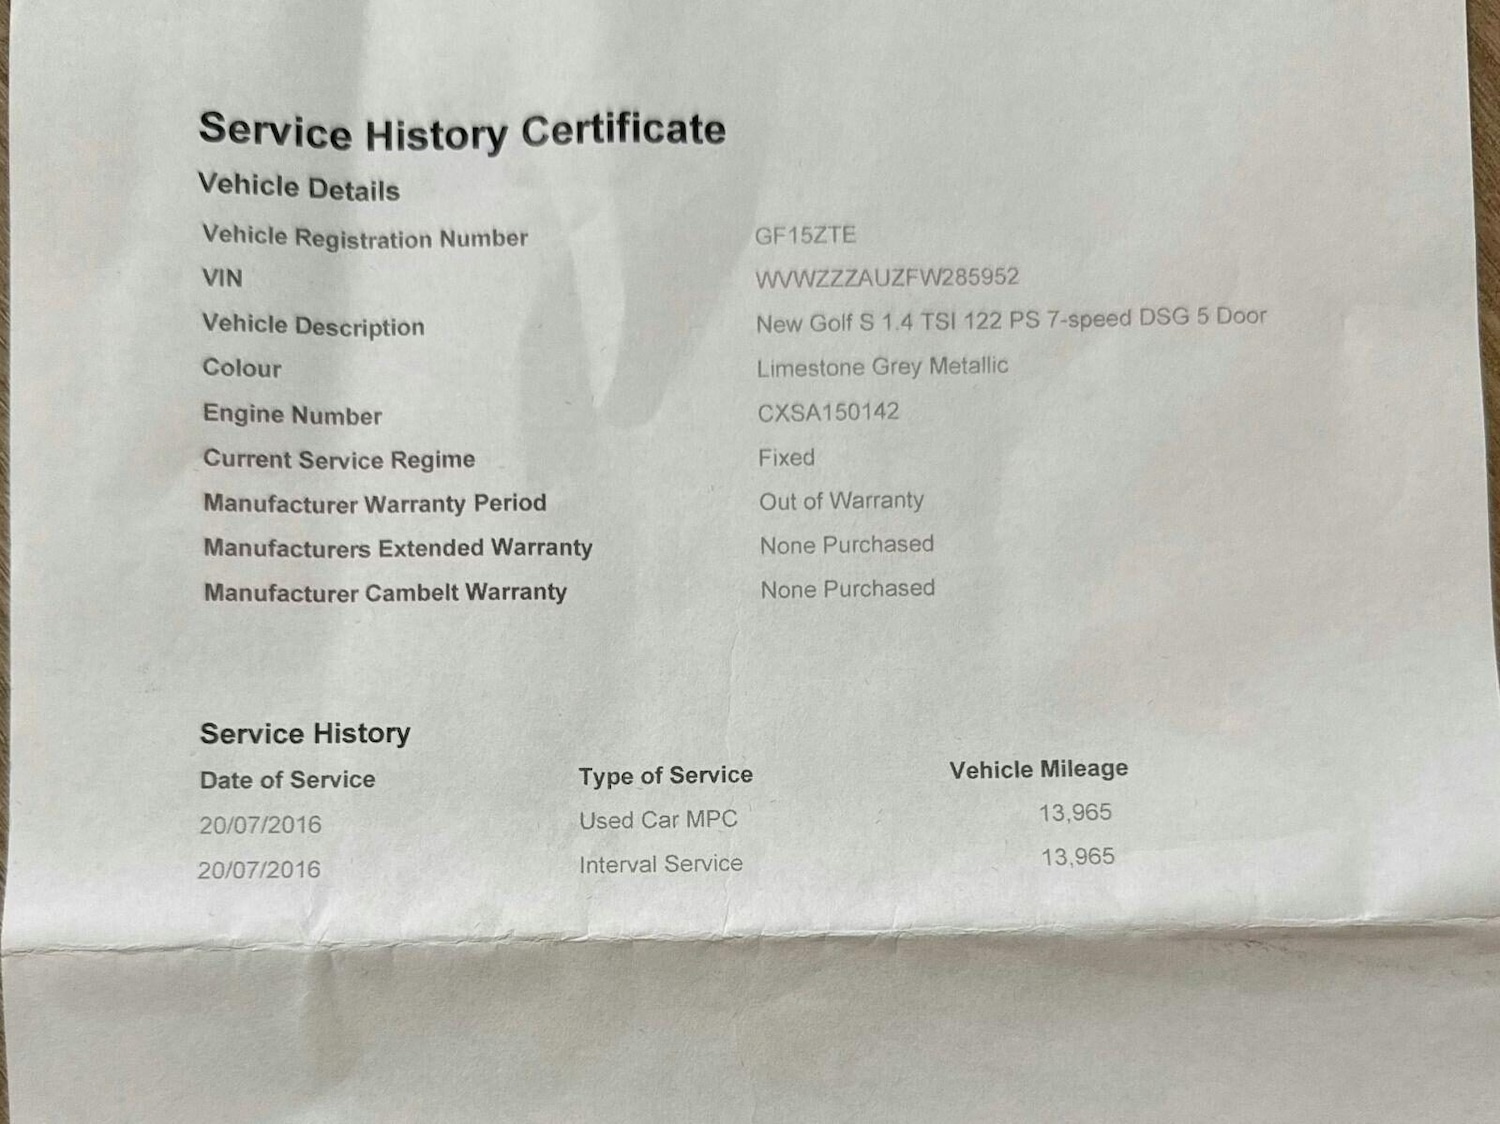 Service History Certificate
Vehicle Details
Vehicle Registration Number GF15ZTE
VIN WVWZZZAUZFW285952
Vehicle Description New Golf S 1.4 TSI 122 PS 7-speed DSG 5 Door
Colour Limestone Grey Metallic
Engine Number CXSA150142
Current Service Regime Fixed
Manufacturer Warranty Period Out of Warranty
Manufacturers Extended Warranty None Purchased
Manufacturer Cambelt Warranty None Purchased
Service History
Date of Service Type of Service Vehicle Mileage
20/07/2016 Used Car MPC 13,965
20/07/2016 Interval Service 13,965